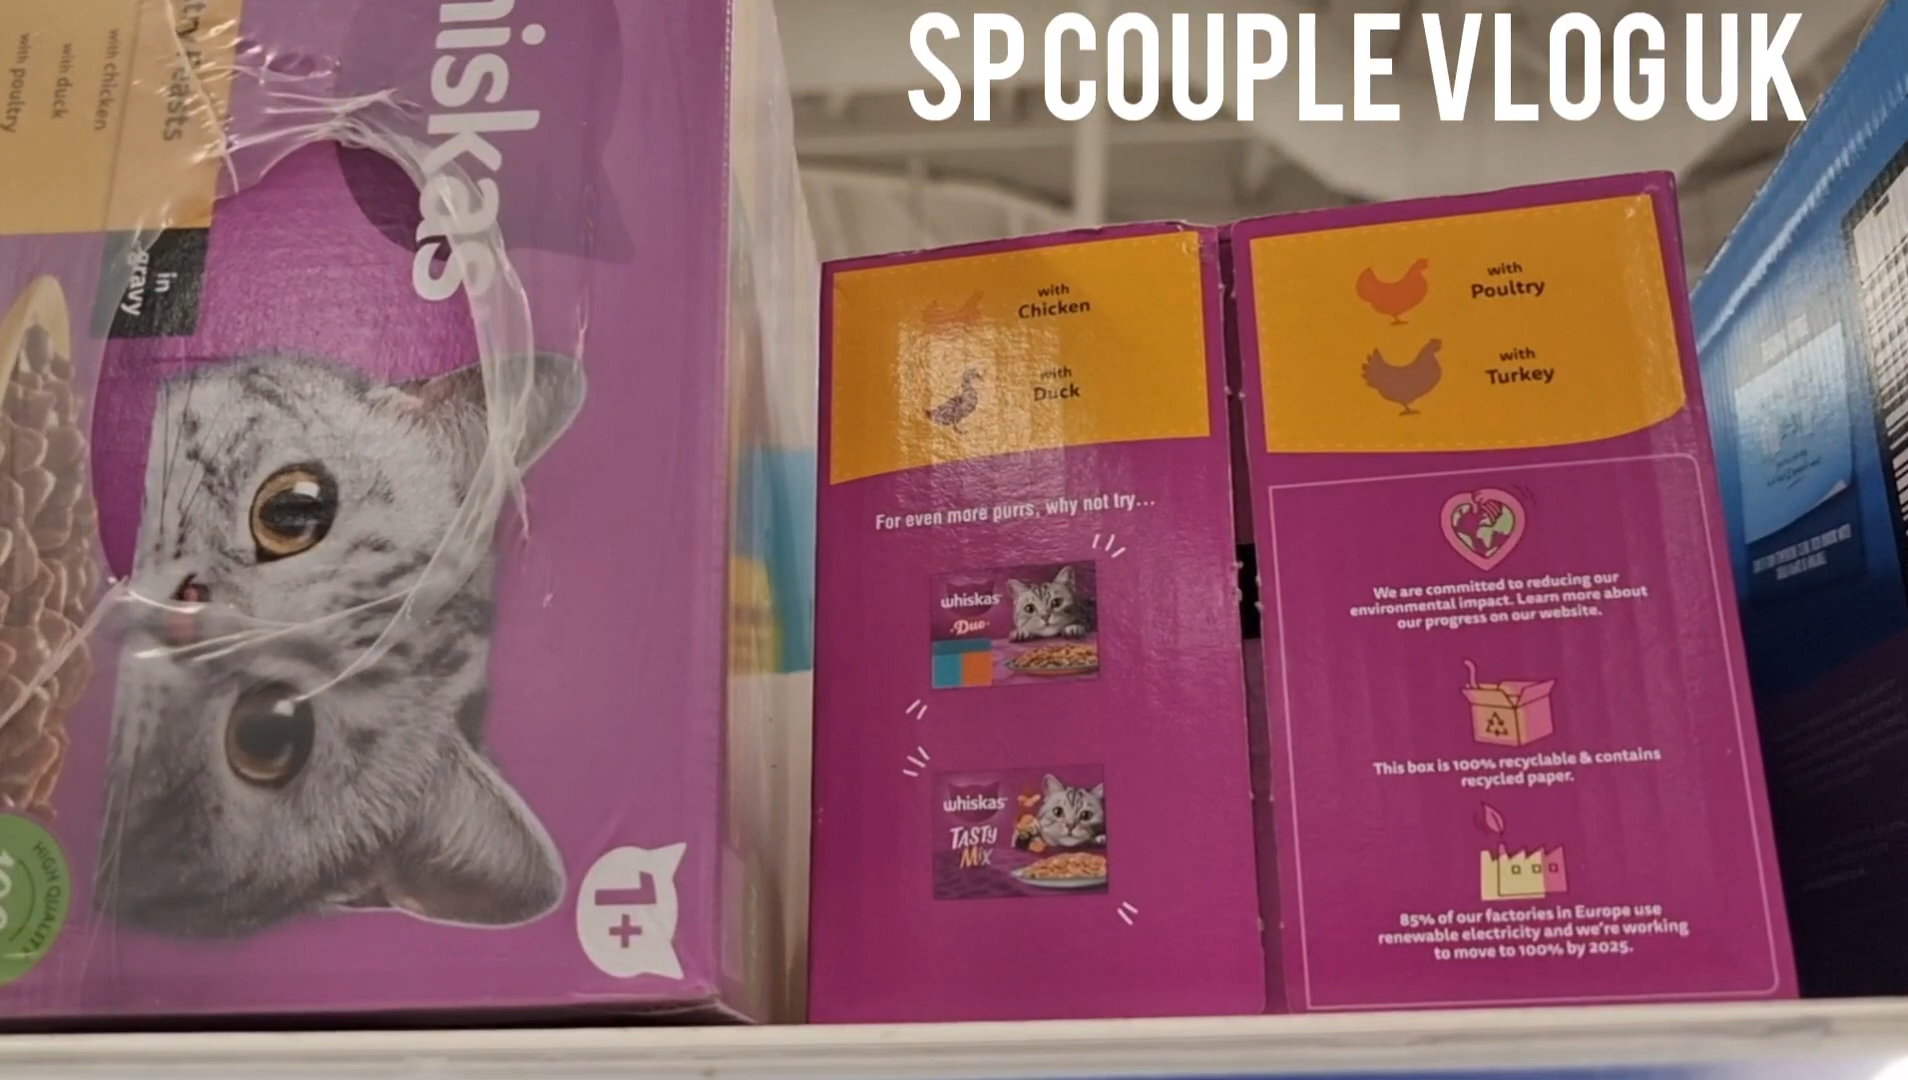 SP COUPLE VLOG UK
hiskas
with chicken
with duck
with poultry
in
gravy
HIGH QUALITY
1+
with
Chicken
with
Duck
For even more purrs, why not try...
whiskas
Duo
whiskas
TASTY
Mix
with
Poultry
with
Turkey
We are committed to reducing our
environmental impact. Learn more about
our progress on our website.
This box is 100% recyclable & contains
recycled paper.
85% of our factories in Europe use
renewable electricity and we're working
to move to 100% by 2025.